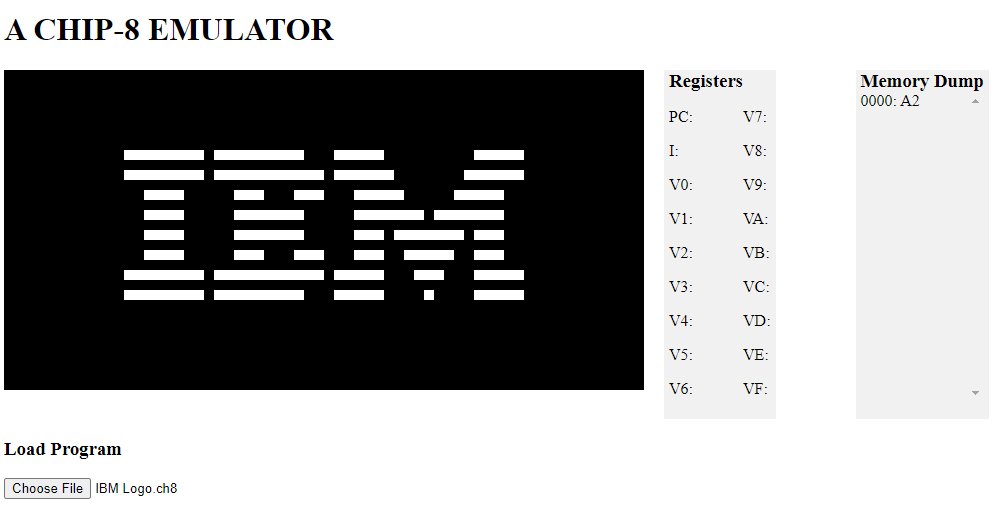 A CHIP-8 EMULATOR
IBM
Registers
PC: V7:
I: V8:
V0: V9:
V1: VA:
V2: VB:
V3: VC:
V4: VD:
V5: VE:
V6: VF:
Memory Dump
0000: A2
Load Program
Choose File IBM Logo.ch8